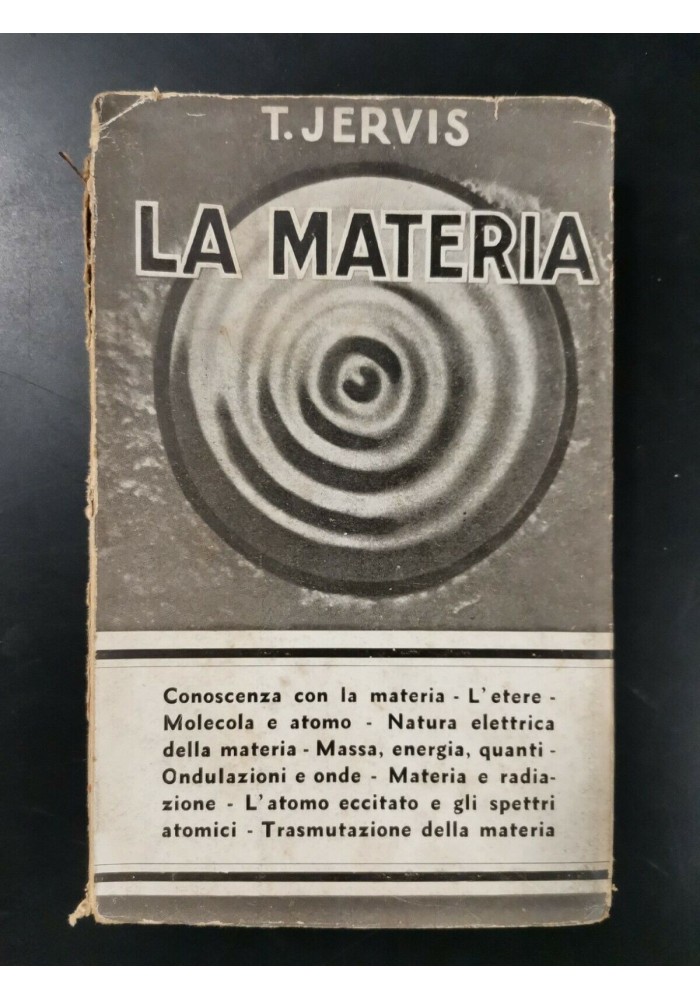 T. JERVIS
LA MATERIA
Conoscenza con la materia - L'etere -
Molecola e atomo - Natura elettrica
della materia - Massa, energia, quanti -
Ondulazioni e onde - Materia e radia-
zione - L'atomo eccitato e gli spettri
atomici - Trasmutazione della materia